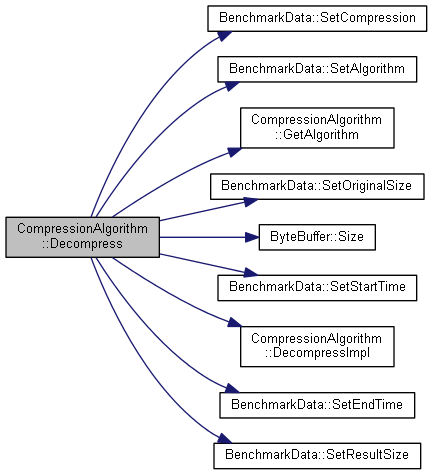 BenchmarkData::SetCompression
BenchmarkData::SetAlgorithm
CompressionAlgorithm
::GetAlgorithm
BenchmarkData::SetOriginalSize
CompressionAlgorithm
::Decompress
ByteBuffer::Size
BenchmarkData::SetStartTime
CompressionAlgorithm
::DecompressImpl
BenchmarkData::SetEndTime
BenchmarkData::SetResultSize